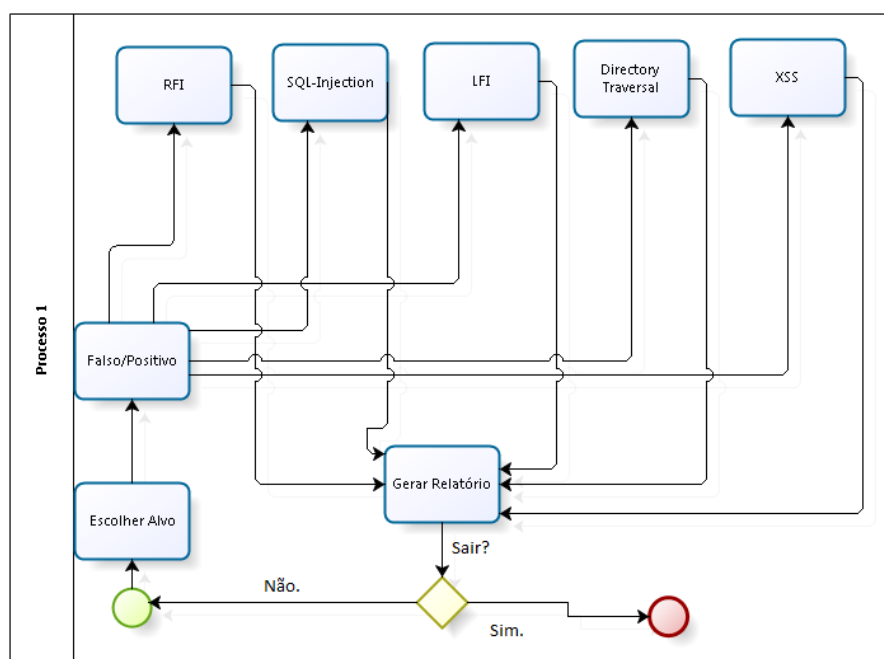 RFI
SQL-Injection
LFI
Directory
Traversal
XSS
Processo 1
Falso/Positivo
Gerar Relatório
Escolher Alvo
Sair?
Não.
Sim.